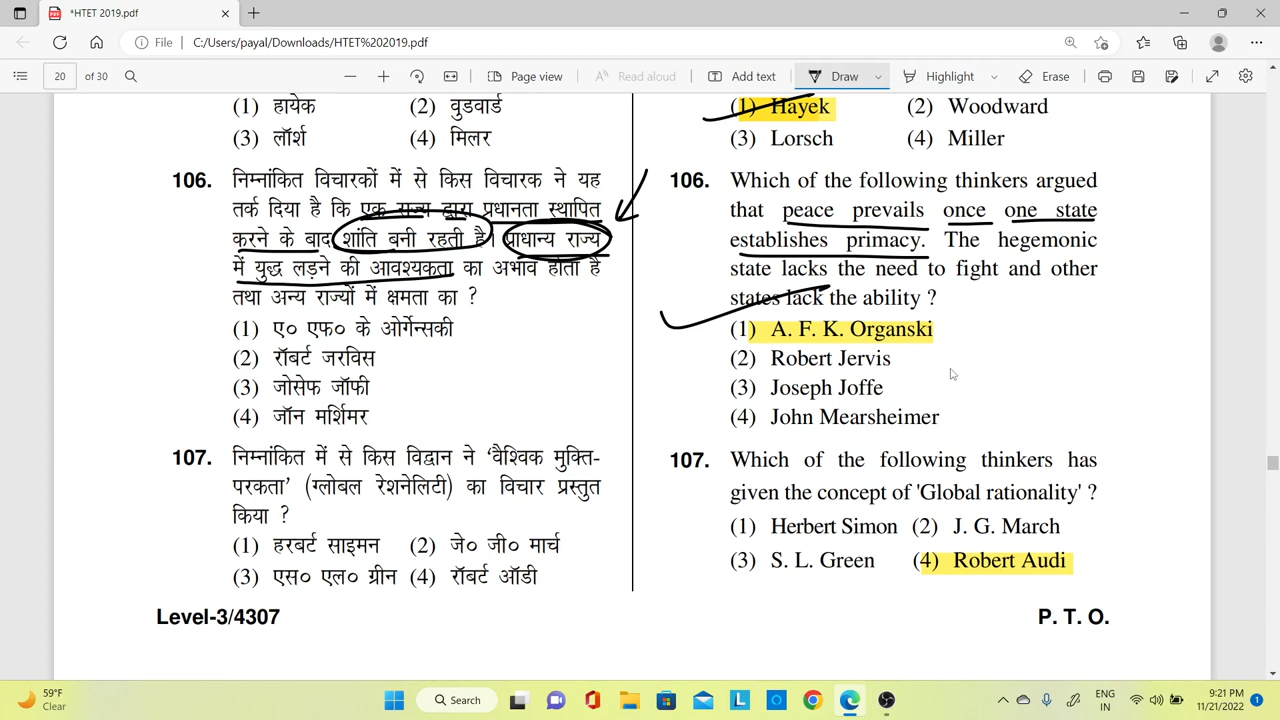 *HTET 2019.pdf
File C:/Users/payal/Downloads/HTET%202019.pdf
20 of 30 Page view Read aloud Add text Draw Highlight Erase
(1) हायेक (2) वुडवार्ड
(3) लॉर्श (4) मिलर
106. निम्नांकित विचारकों में से किस विचारक ने यह
तर्क दिया है कि एक राज्य द्वारा प्रधानता स्थापित
करने के बाद शांति बनी रहती है। प्राधान्य राज्य
में युद्ध लड़ने की आवश्यकता का अभाव होता है
तथा अन्य राज्यों में क्षमता का ?
(1) ए० एफ० के ओर्गेन्सकी
(2) रॉबर्ट जरविस
(3) जोसेफ जॉफी
(4) जॉन मर्शिमर
107. निम्नांकित में से किस विद्वान ने 'वैश्विक मुक्ति-
परकता' (ग्लोबल रेशनेलिटी) का विचार प्रस्तुत
किया ?
(1) हरबर्ट साइमन (2) जे० जी० मार्च
(3) एस० एल० ग्रीन (4) रॉबर्ट ऑडी
(1) Hayek (2) Woodward
(3) Lorsch (4) Miller
106. Which of the following thinkers argued
that peace prevails once one state
establishes primacy. The hegemonic
state lacks the need to fight and other
states lack the ability ?
(1) A. F. K. Organski
(2) Robert Jervis
(3) Joseph Joffe
(4) John Mearsheimer
107. Which of the following thinkers has
given the concept of 'Global rationality' ?
(1) Herbert Simon (2) J. G. March
(3) S. L. Green (4) Robert Audi
Level-3/4307 P. T. O.
59°F
Clear
Search
ENG
IN
9:21 PM
11/21/2022